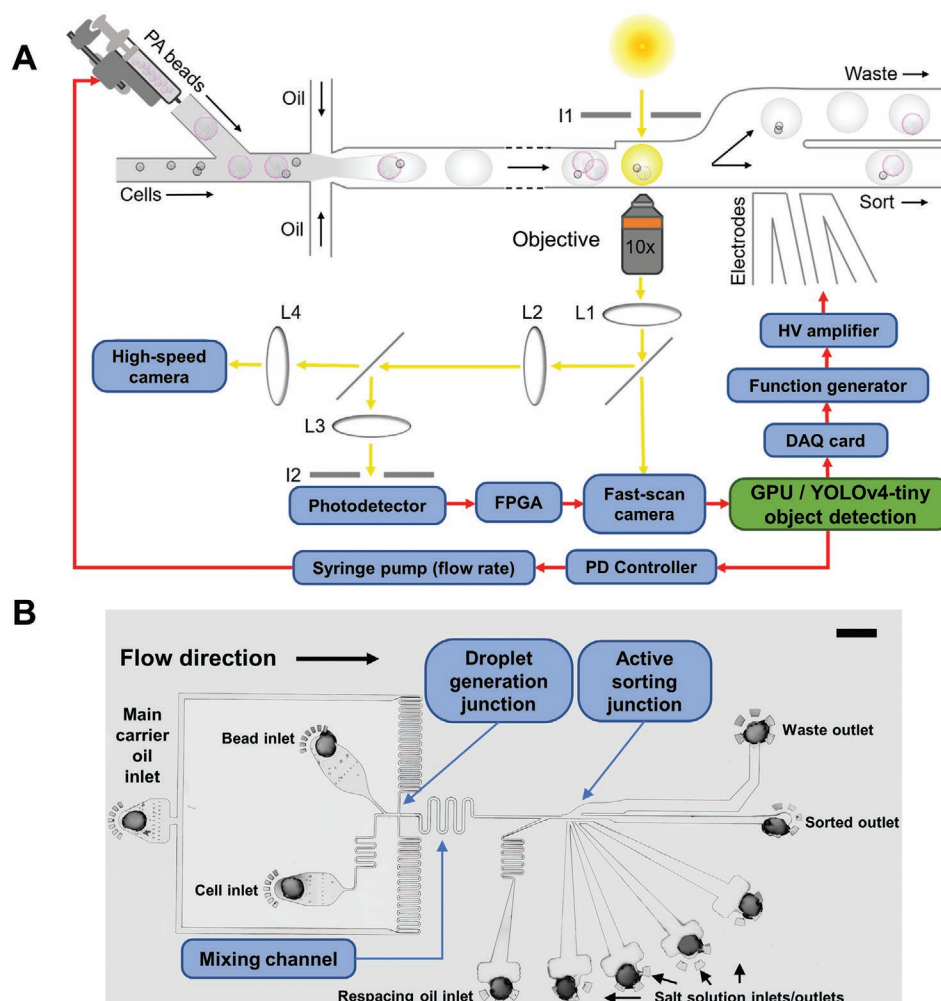 A
PA beads
Oil
I1
Waste
Cells
Oil
Objective
10x
Sort
Electrodes
L4
L2
L1
HV amplifier
High-speed
camera
Function generator
L3
DAQ card
I2
Photodetector
FPGA
Fast-scan
camera
GPU / YOLOv4-tiny
object detection
Syringe pump (flow rate)
PD Controller
B
Flow direction
Droplet
generation
junction
Active
sorting
junction
Main
carrier
oil
inlet
Bead inlet
Waste outlet
Sorted outlet
Cell inlet
Mixing channel
Respacing oil inlet
Salt solution inlets/outlets